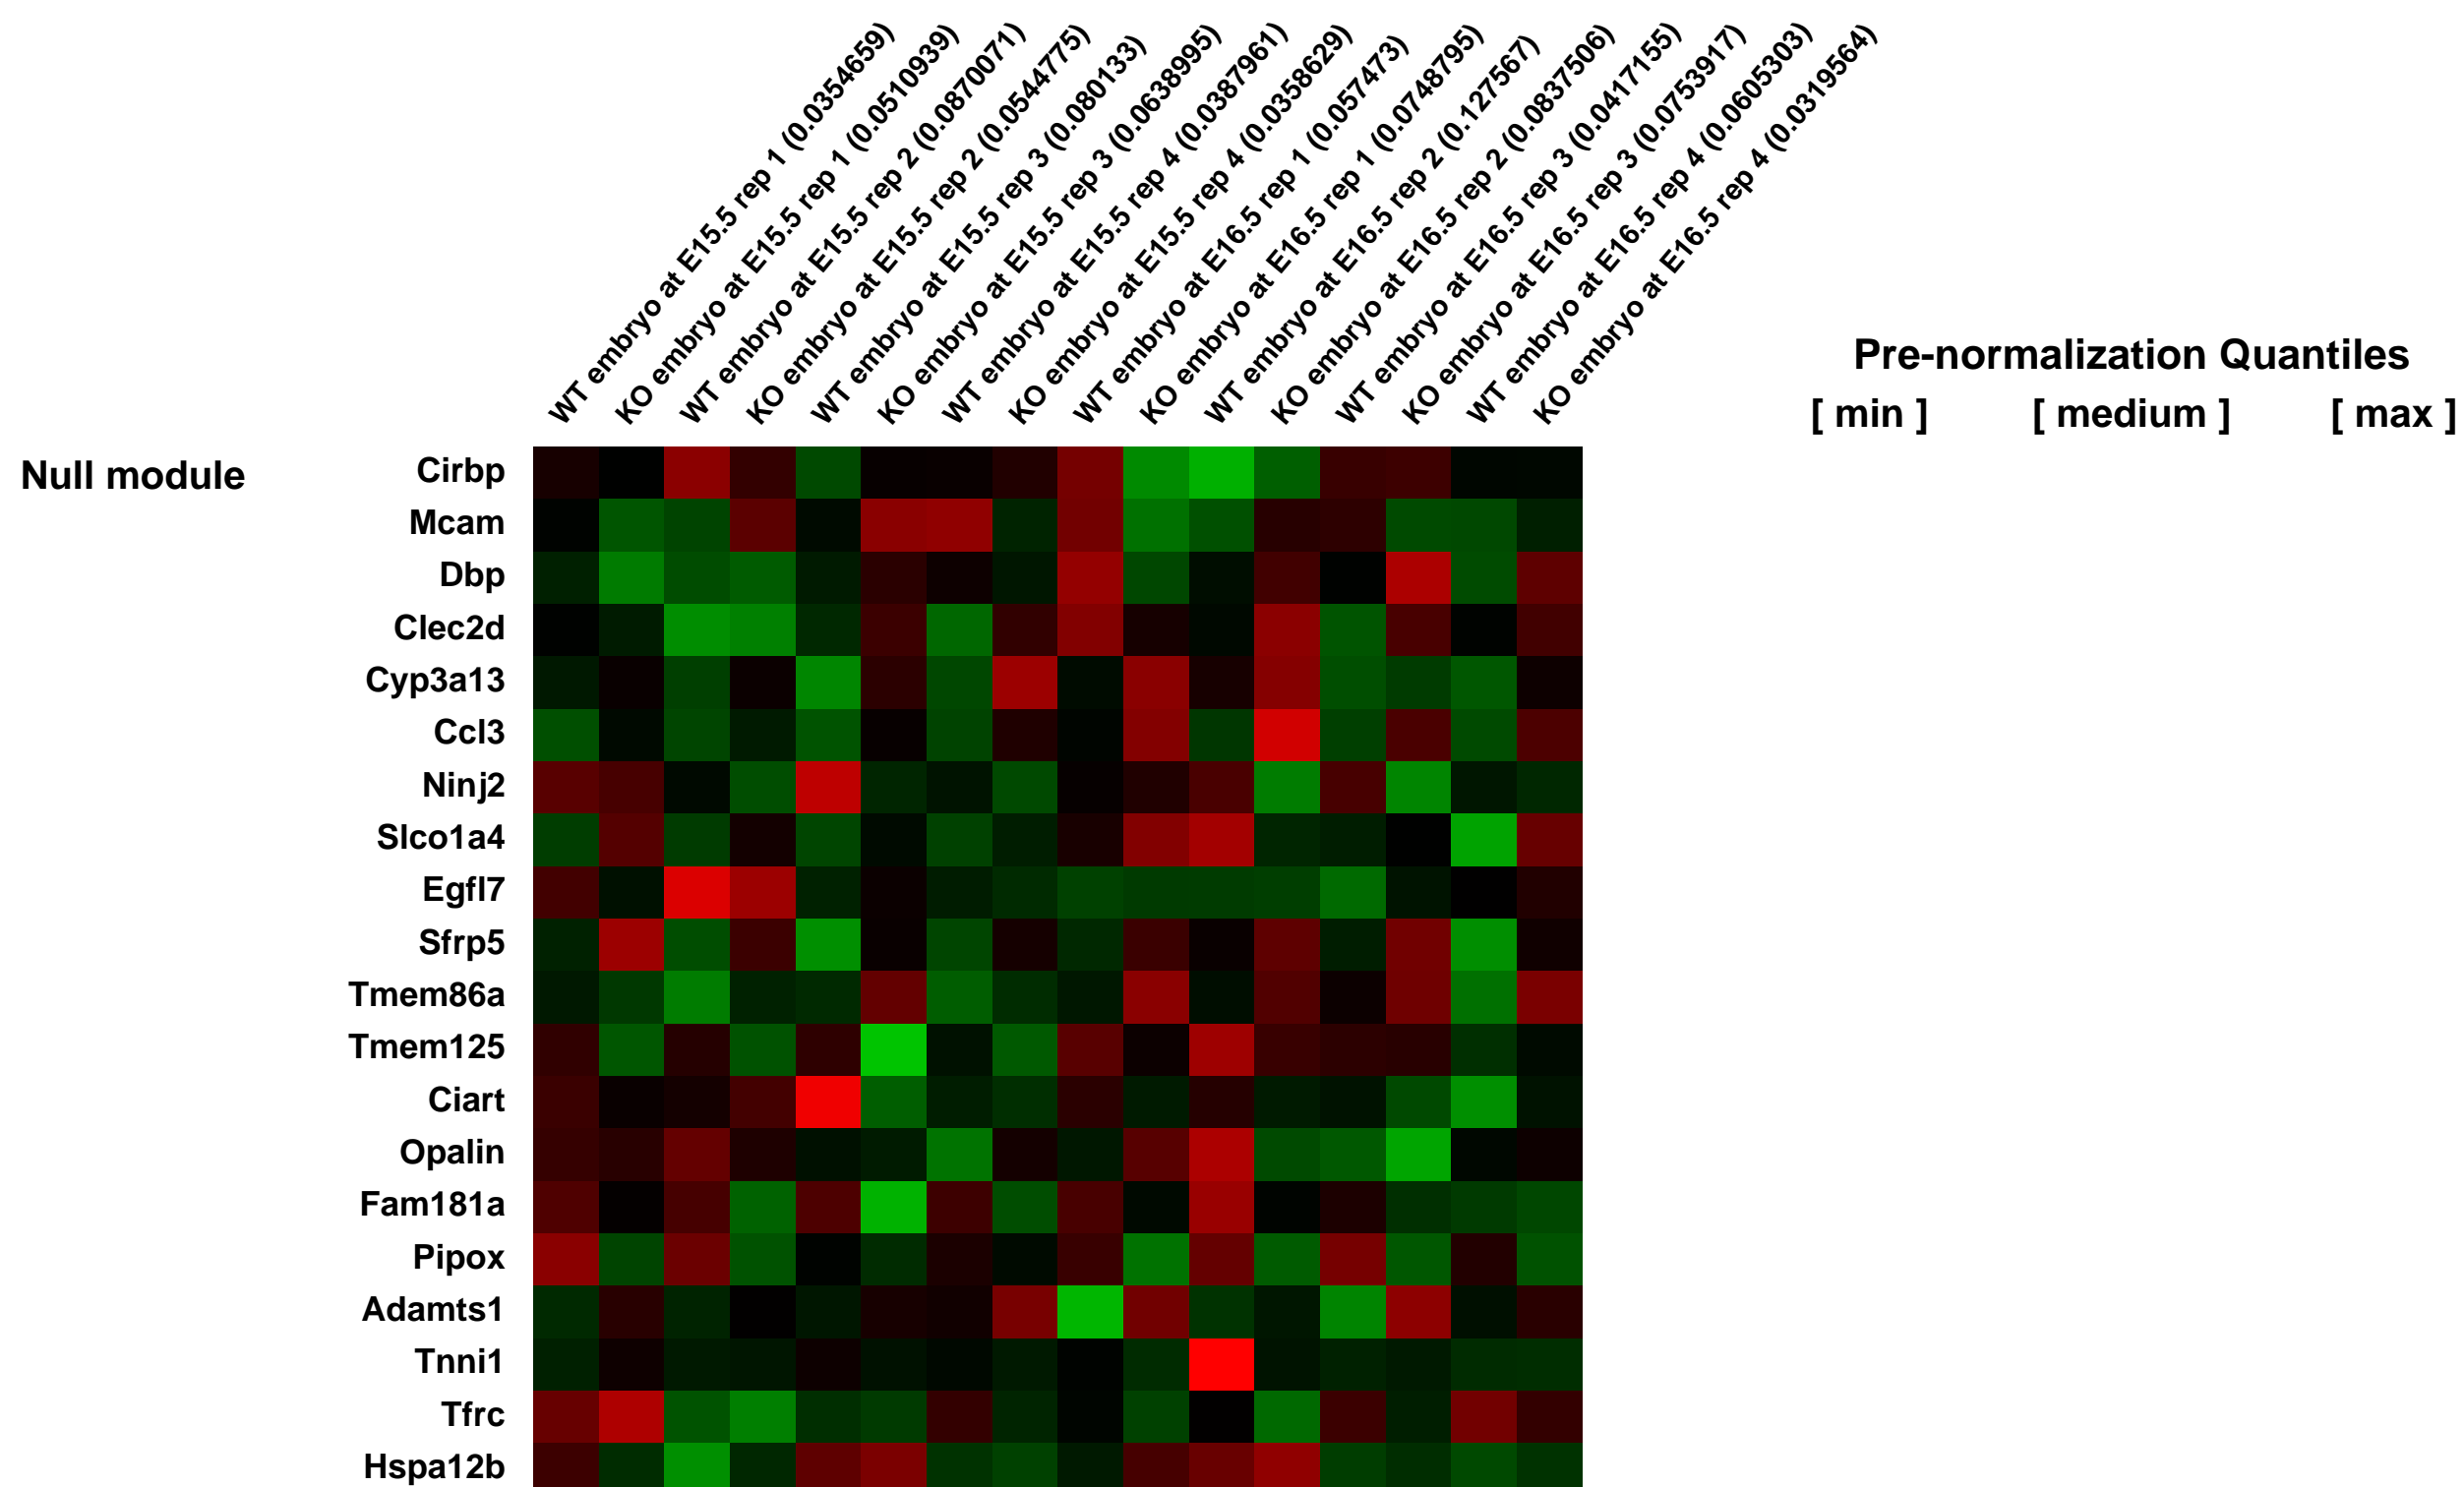 WT embryo at E15.5 rep 1 (0.0354659)
KO embryo at E15.5 rep 1 (0.0510939)
WT embryo at E15.5 rep 2 (0.0870071)
KO embryo at E15.5 rep 2 (0.0544775)
WT embryo at E15.5 rep 3 (0.080133)
KO embryo at E15.5 rep 3 (0.0638995)
WT embryo at E15.5 rep 4 (0.0387961)
KO embryo at E15.5 rep 4 (0.0358629)
WT embryo at E16.5 rep 1 (0.057473)
KO embryo at E16.5 rep 1 (0.0748795)
WT embryo at E16.5 rep 2 (0.127567)
KO embryo at E16.5 rep 2 (0.0837506)
WT embryo at E16.5 rep 3 (0.0417155)
KO embryo at E16.5 rep 3 (0.0753917)
WT embryo at E16.5 rep 4 (0.0605303)
KO embryo at E16.5 rep 4 (0.0319564)
Pre-normalization Quantiles
[ min ] [ medium ] [ max ]
Null module
Cirbp
Mcam
Dbp
Clec2d
Cyp3a13
Ccl3
Ninj2
Slco1a4
Egfl7
Sfrp5
Tmem86a
Tmem125
Ciart
Opalin
Fam181a
Pipox
Adamts1
Tnni1
Tfrc
Hspa12b